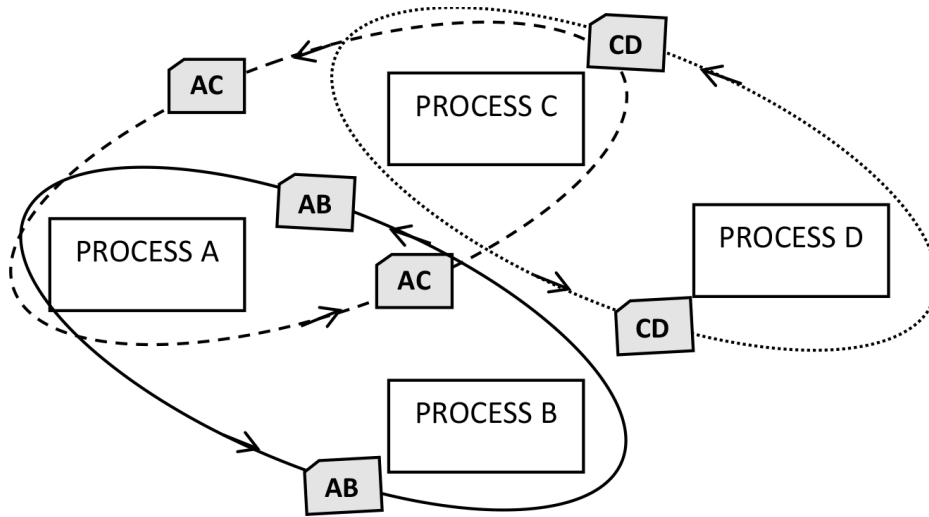 CD
AC
PROCESS C
AB
PROCESS A
PROCESS D
AC
CD
PROCESS B
AB